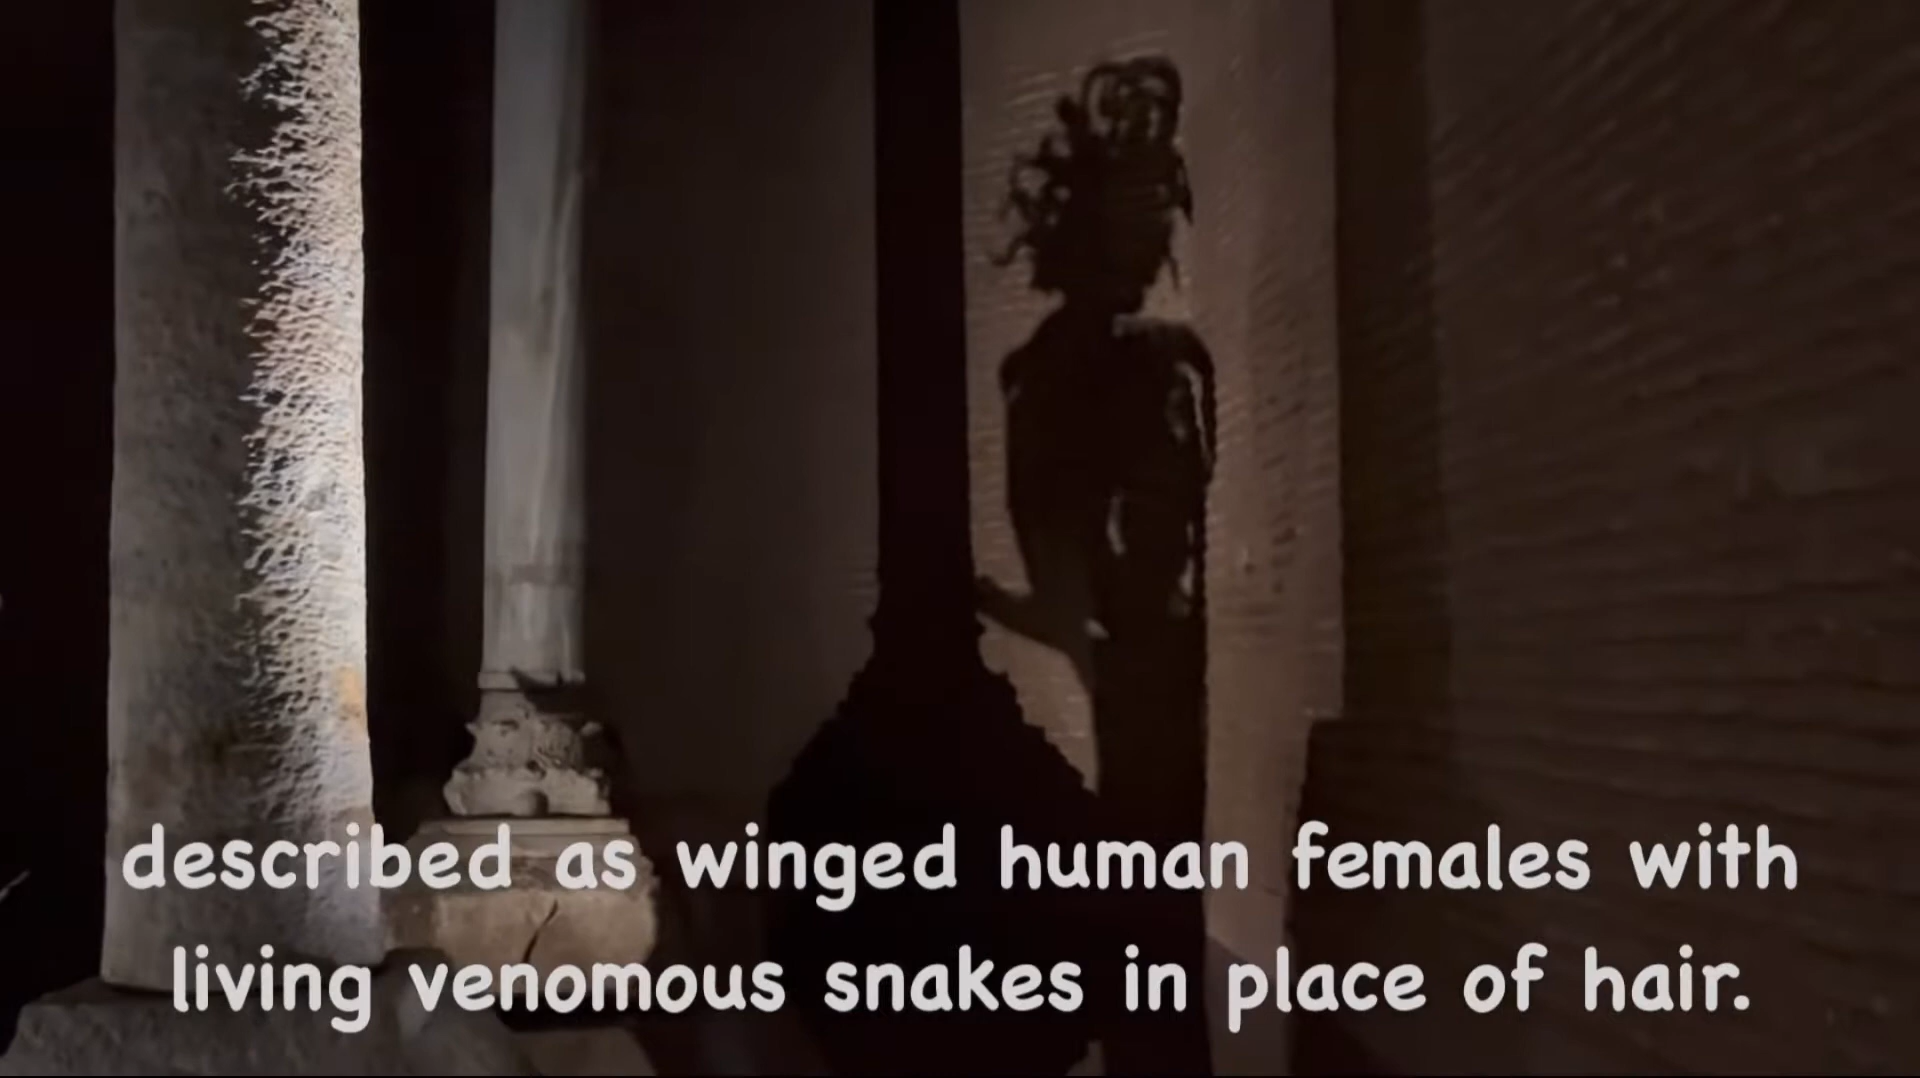 described as winged human females with
living venomous snakes in place of hair.